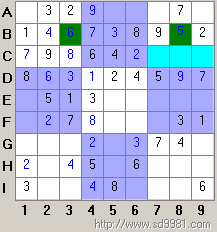 A 3 2 9 7
B 1 4 6 7 3 8 9 5 2
C 7 9 8 6 4 2
D 8 6 3 1 2 4 5 9 7
E 5 1 3
F 2 7 8 3 1
G 2 3 7 4
H 2 4 5 6
I 3 4 8 6
1 2 3 4 5 6 7 8 9
http://www.sd9981.com